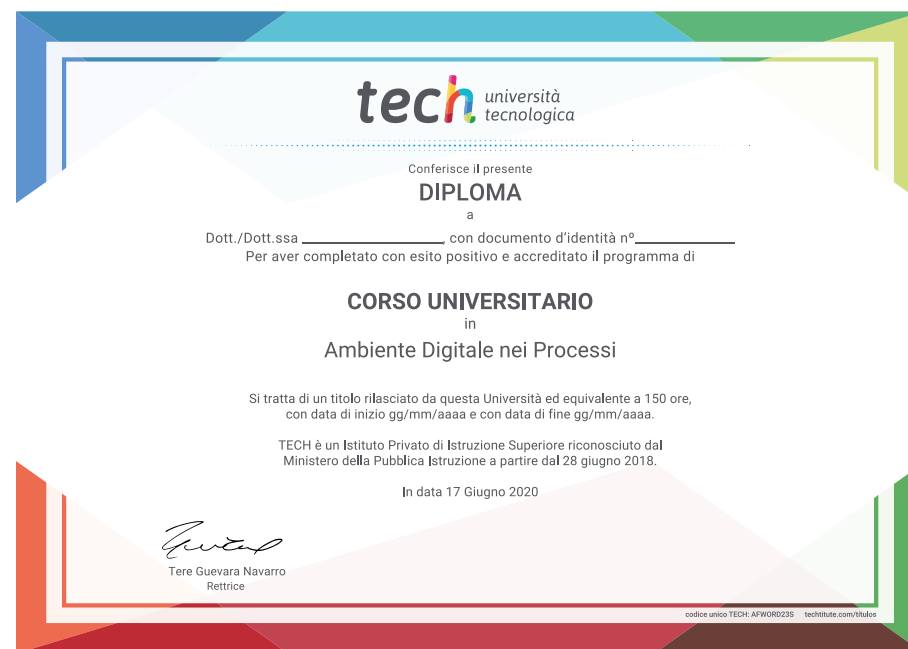 tech università
tecnologica
Conferisce il presente
DIPLOMA
a
Dott./Dott.ssa ____________________, con documento d'identità nº______________
Per aver completato con esito positivo e accreditato il programma di
CORSO UNIVERSITARIO
in
Ambiente Digitale nei Processi
Si tratta di un titolo rilasciato da questa Università ed equivalente a 150 ore,
con data di inizio gg/mm/aaaa e con data di fine gg/mm/aaaa.
TECH è un Istituto Privato di Istruzione Superiore riconosciuto dal
Ministero della Pubblica Istruzione a partire dal 28 giugno 2018.
In data 17 Giugno 2020
Tere Guevara Navarro
Rettrice
codice unico TECH: AFWORD23S techtitute.com/titulos